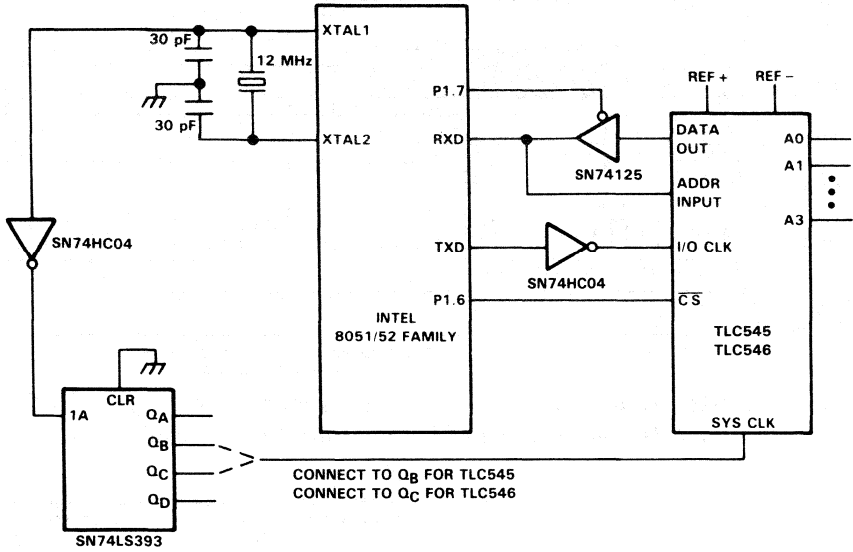 30 pF
XTAL1
12 MHz
30 pF
XTAL2
P1.7
RXD
TXD
P1.6
INTEL
8051/52 FAMILY
SN74125
SN74HC04
REF + REF −
DATA
OUT
ADDR
INPUT
I/O CLK
CS
A0
A1
A3
TLC545
TLC546
SYS CLK
SN74HC04
CLR
1A
QA
QB
QC
QD
SN74LS393
CONNECT TO QB FOR TLC545
CONNECT TO QC FOR TLC546